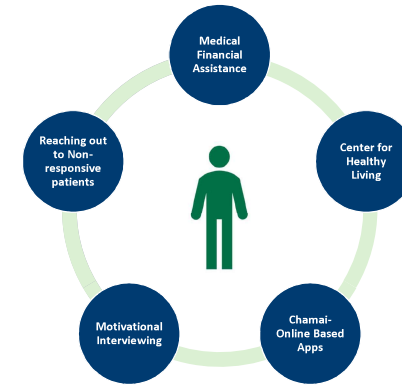 Medical
Financial
Assistance
Center for
Healthy
Living
Chamai-
Online Based
Apps
Motivational
Interviewing
Reaching out
to Non-
responsive
patients